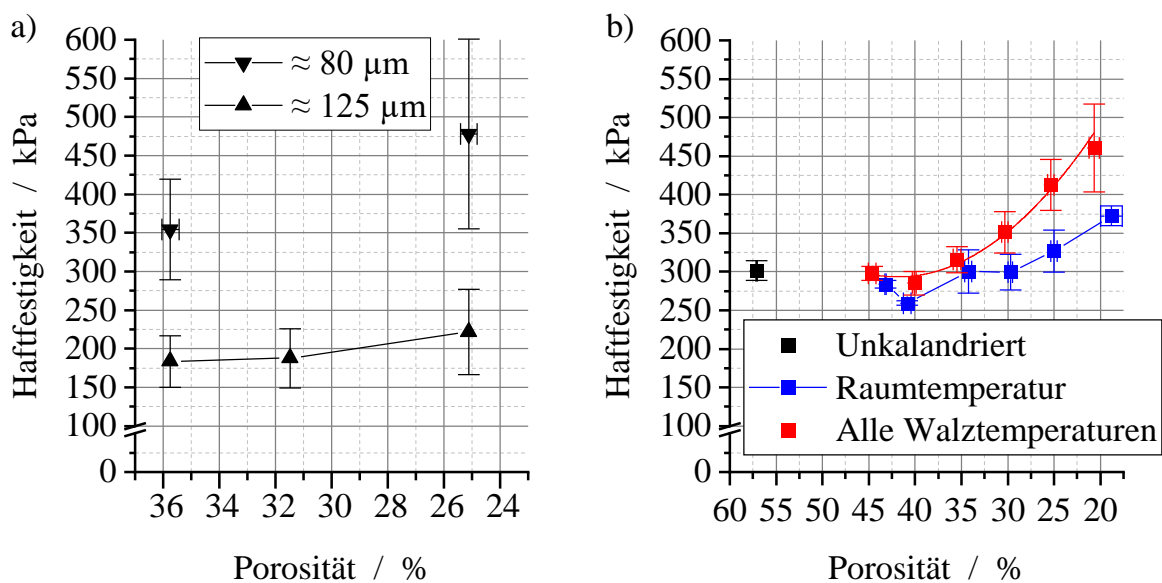 a)
Haftfestigkeit / kPa
600
550
500
450
400
350
300
250
200
150
100
0
≈ 80 µm
≈ 125 µm
36 34 32 30 28 26 24
Porosität / %
b)
Haftfestigkeit / kPa
600
550
500
450
400
350
300
250
200
150
100
0
Unkalandriert
Raumtemperatur
Alle Walztemperaturen
60 55 50 45 40 35 30 25 20
Porosität / %